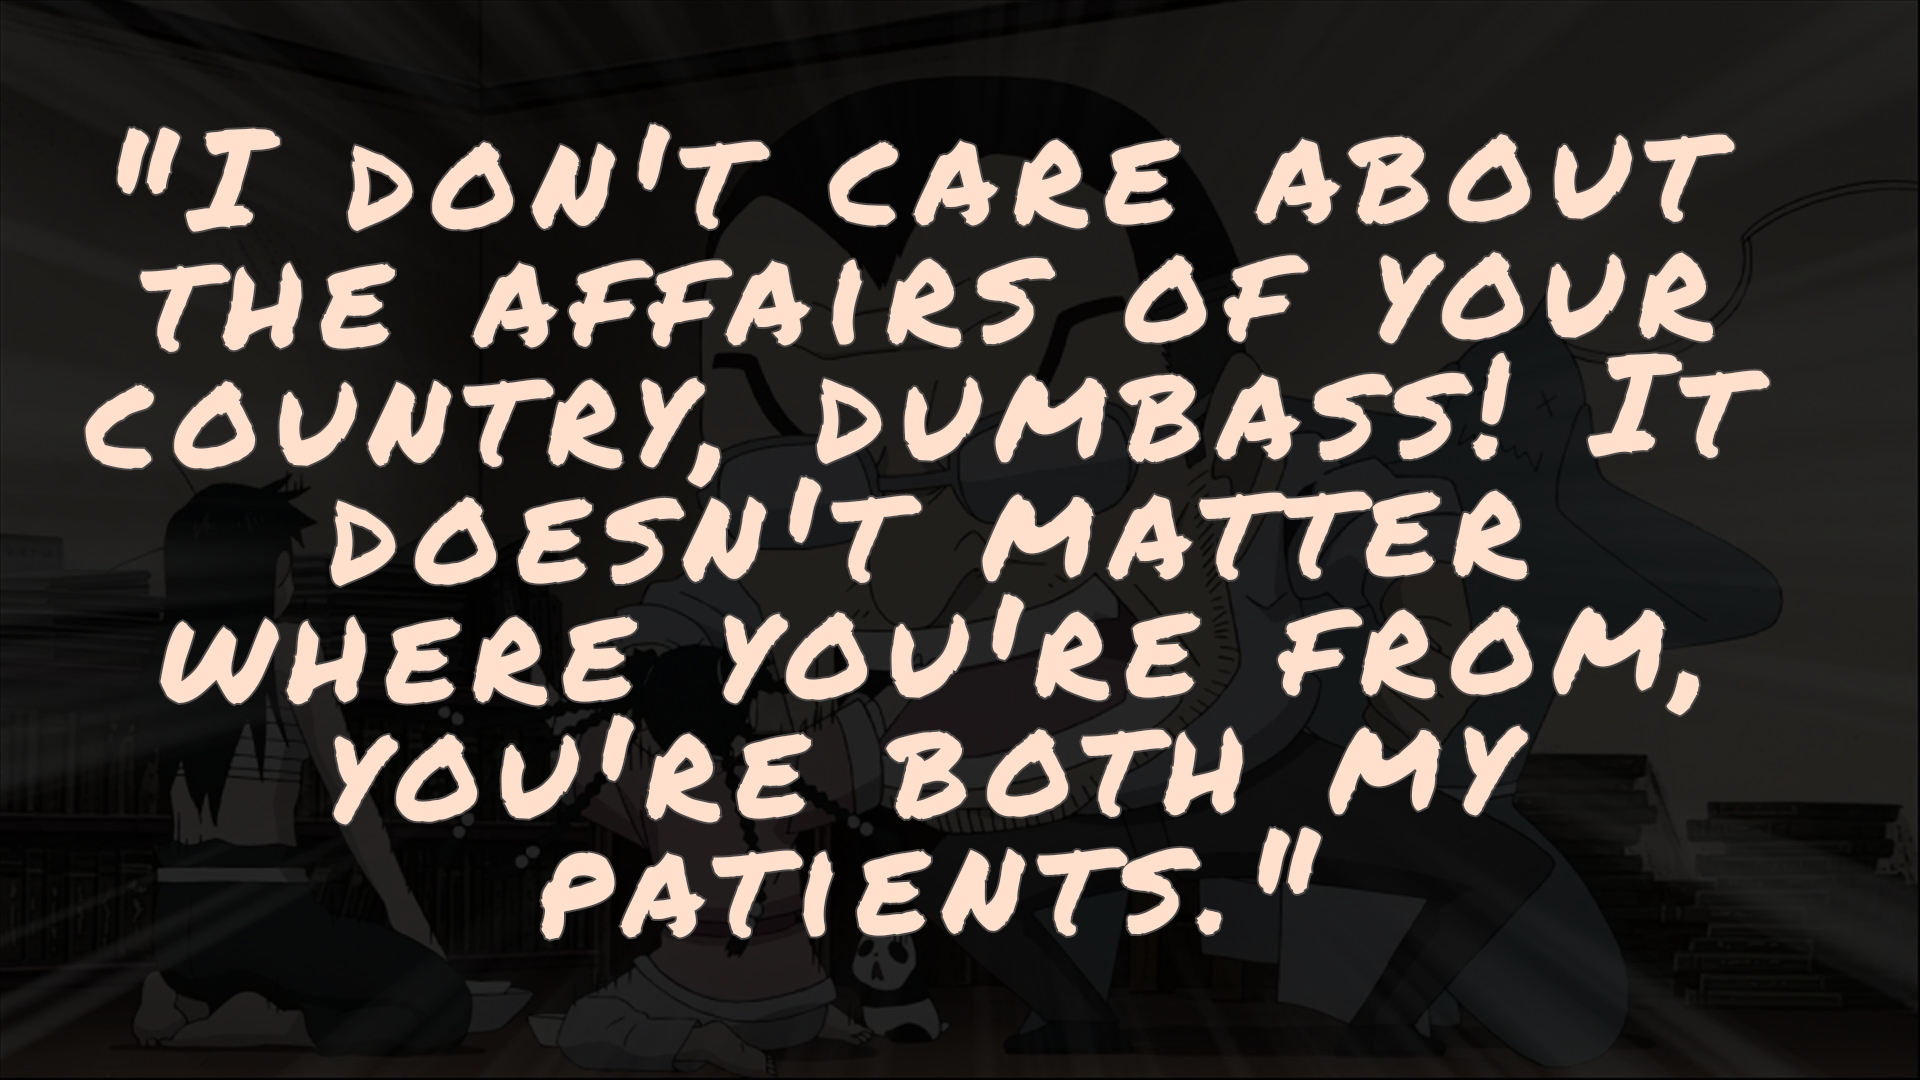 "I DON'T CARE ABOUT
THE AFFAIRS OF YOUR
COUNTRY, DUMBASS! IT
DOESN'T MATTER
WHERE YOU'RE FROM,
YOU'RE BOTH MY
PATIENTS."